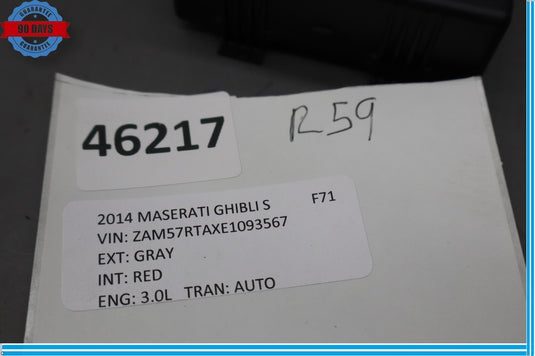 GUARANTEE
90 DAYS
GUARANTEE
46217
R59
2014 MASERATI GHIBLI S F71
VIN: ZAM57RTAXE1093567
EXT: GRAY
INT: RED
ENG: 3.0L TRAN: AUTO